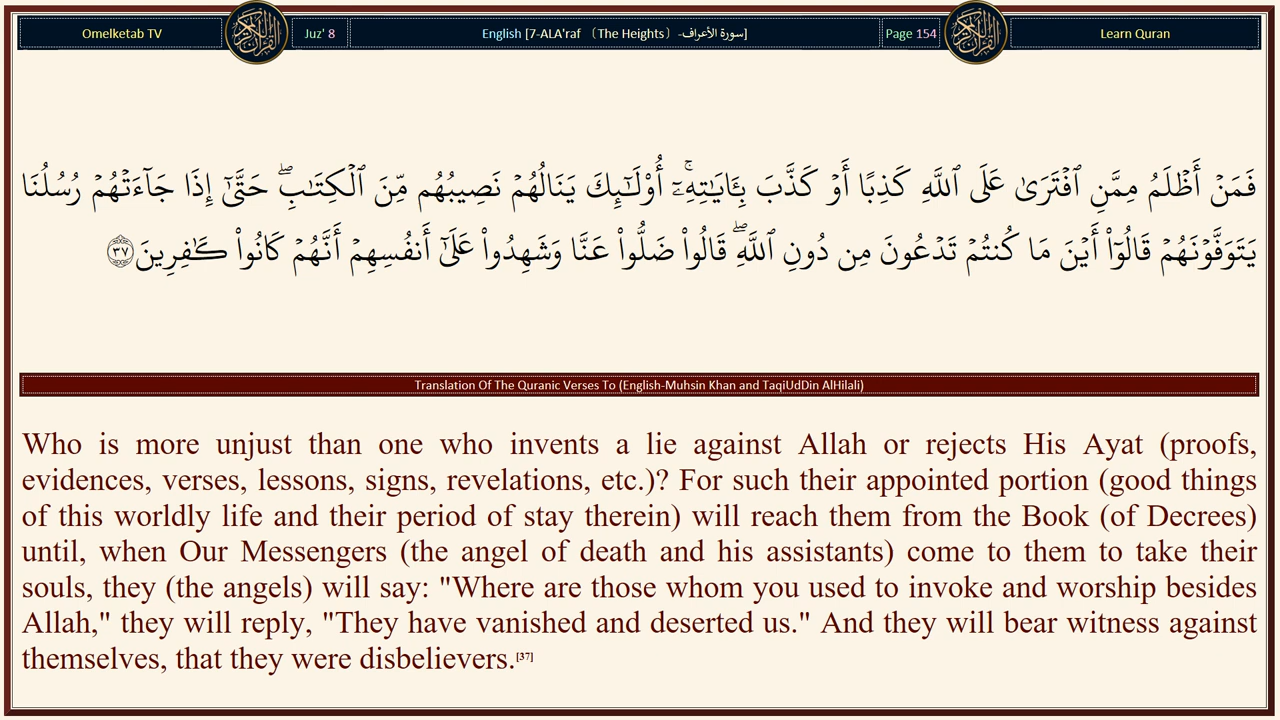 Omelketab TV
Juz' 8
English [7-ALA'raf （The Heights） -سورة الأعراف]
Page 154
Learn Quran
فَمَنۡ أَظۡلَمُ مِمَّنِ ٱفۡتَرَىٰ عَلَى ٱللَّهِ كَذِبًا أَوۡ كَذَّبَ بِـَٔايَٰتِهِۦٓۚ أُوْلَٰٓئِكَ يَنَالُهُمۡ نَصِيبُهُم مِّنَ ٱلۡكِتَٰبِۖ حَتَّىٰٓ إِذَا جَآءَتۡهُمۡ رُسُلُنَا
يَتَوَفَّوۡنَهُمۡ قَالُوٓاْ أَيۡنَ مَا كُنتُمۡ تَدۡعُونَ مِن دُونِ ٱللَّهِۖ قَالُواْ ضَلُّواْ عَنَّا وَشَهِدُواْ عَلَىٰٓ أَنفُسِهِمۡ أَنَّهُمۡ كَانُواْ كَٰفِرِينَ ٣٧
Translation Of The Quranic Verses To (English-Muhsin Khan and TaqiUdDin AlHilali)
Who is more unjust than one who invents a lie against Allah or rejects His Ayat (proofs,
evidences, verses, lessons, signs, revelations, etc.)? For such their appointed portion (good things
of this worldly life and their period of stay therein) will reach them from the Book (of Decrees)
until, when Our Messengers (the angel of death and his assistants) come to them to take their
souls, they (the angels) will say: "Where are those whom you used to invoke and worship besides
Allah," they will reply, "They have vanished and deserted us." And they will bear witness against
themselves, that they were disbelievers.[37]